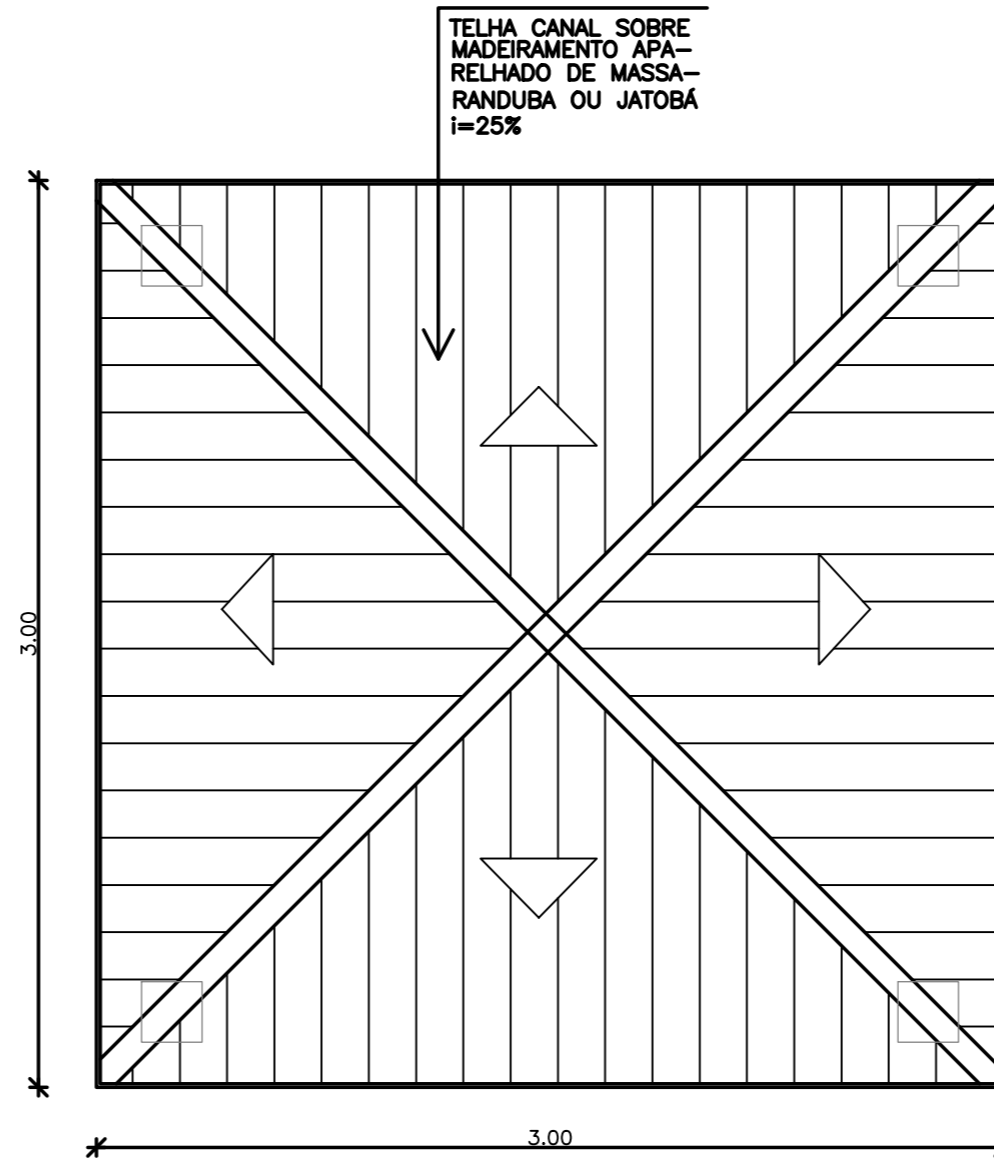 TELHA CANAL SOBRE
MADEIRAMENTO APA-
RELHADO DE MASSA-
RANDUBA OU JATOBÁ
i=25%
3.00
3.00